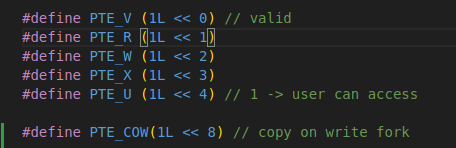 #define PTE_V (1L << 0) // valid
#define PTE_R (1L << 1)
#define PTE_W (1L << 2)
#define PTE_X (1L << 3)
#define PTE_U (1L << 4) // 1 -> user can access
#define PTE_COW(1L << 8) // copy on write fork